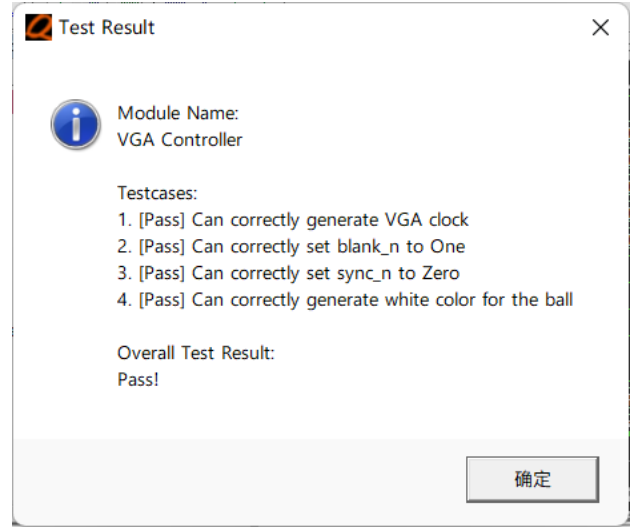 Test Result
Module Name:
VGA Controller
Testcases:
1. [Pass] Can correctly generate VGA clock
2. [Pass] Can correctly set blank_n to One
3. [Pass] Can correctly set sync_n to Zero
4. [Pass] Can correctly generate white color for the ball
Overall Test Result:
Pass!
确定